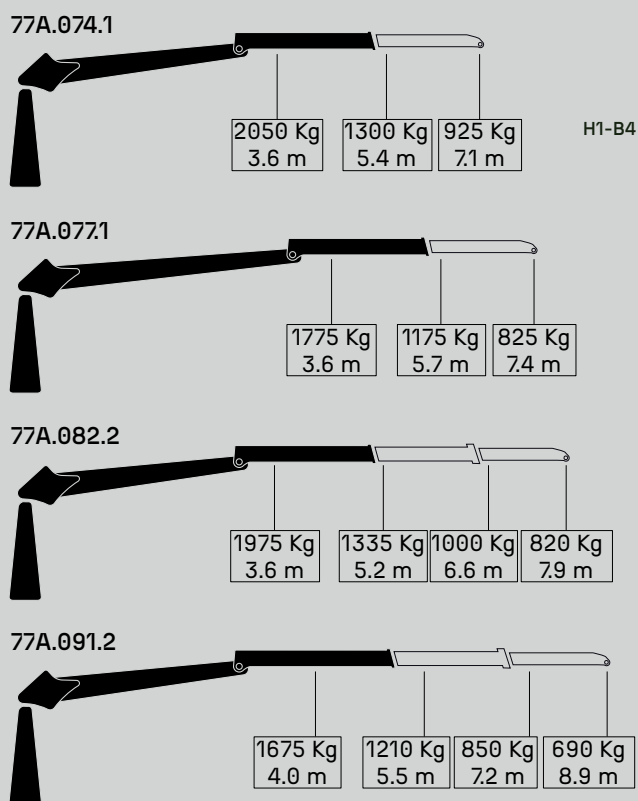 77A.074.1
2050 Kg
3.6 m
1300 Kg
5.4 m
925 Kg
7.1 m
H1-B4
77A.077.1
1775 Kg
3.6 m
1175 Kg
5.7 m
825 Kg
7.4 m
77A.082.2
1975 Kg
3.6 m
1335 Kg
5.2 m
1000 Kg
6.6 m
820 Kg
7.9 m
77A.091.2
1675 Kg
4.0 m
1210 Kg
5.5 m
850 Kg
7.2 m
690 Kg
8.9 m